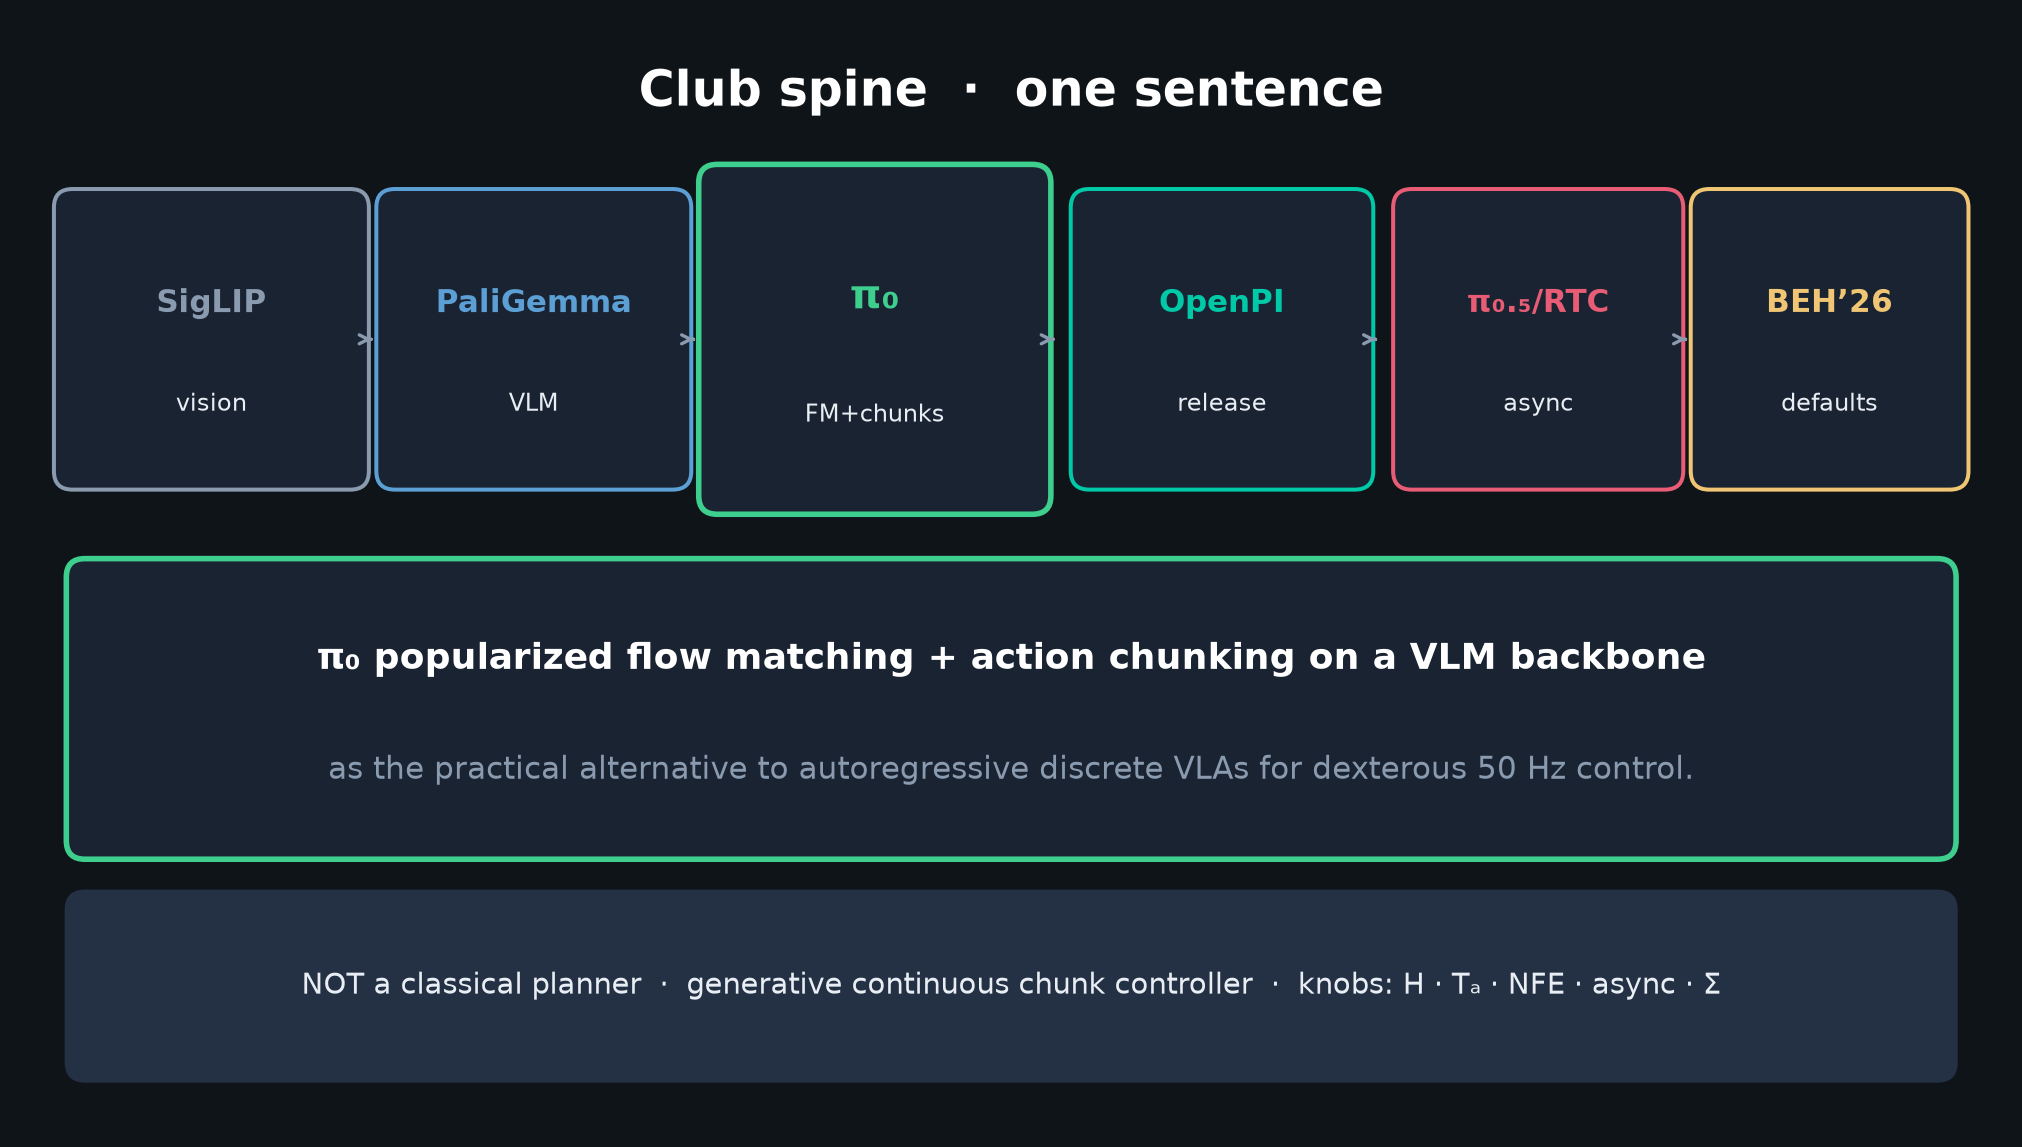 Club spine · one sentence
SigLIP
vision
PaliGemma
VLM
π₀
FM+chunks
OpenPI
release
π₀.₅/RTC
async
BEH’26
defaults
π₀ popularized flow matching + action chunking on a VLM backbone
as the practical alternative to autoregressive discrete VLAs for dexterous 50 Hz control.
NOT a classical planner · generative continuous chunk controller · knobs: H · Tₐ · NFE · async · Σ